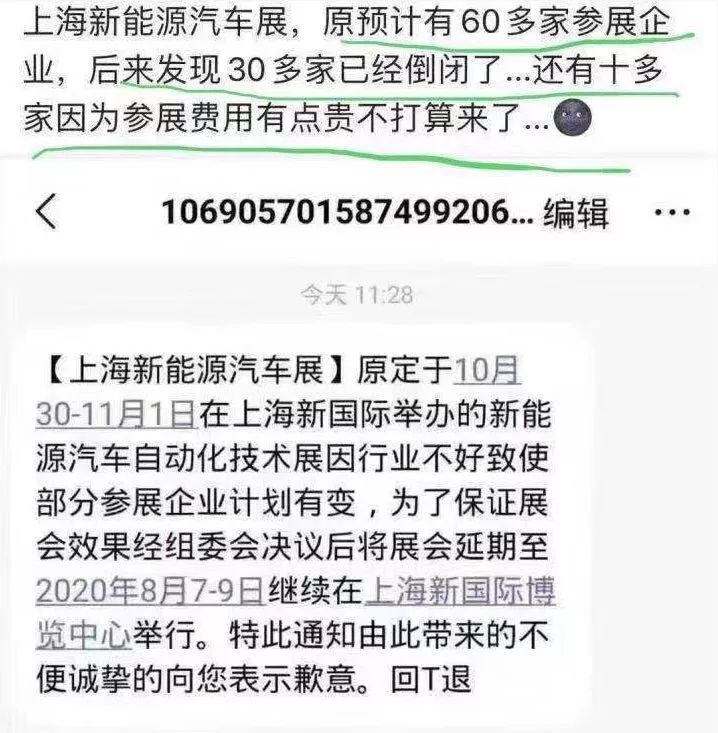 上海新能源汽车展，原预计有60多家参展企
业，后来发现30多家已经倒闭了...还有十多
家因为参展费用有点贵不打算来了...🌚
106905701587499206... 编辑 ...
今天 11:28
【上海新能源汽车展】原定于10月
30-11月1日在上海新国际举办的新能
源汽车自动化技术展因行业不好致使
部分参展企业计划有变，为了保证展
会效果经组委会决议后将展会延期至
2020年8月7-9日继续在上海新国际博
览中心举行。特此通知由此带来的不
便诚挚的向您表示歉意。回T退